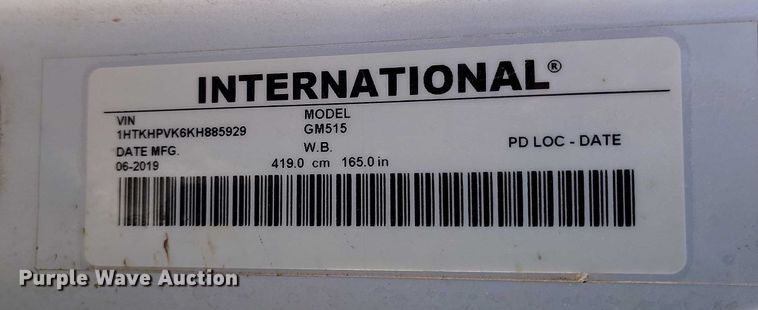 INTERNATIONAL®
VIN MODEL
1HTKHPVK6KH885929 GM515
DATE MFG. W.B. PD LOC - DATE
06-2019 419.0 cm 165.0 in
Purple Wave Auction